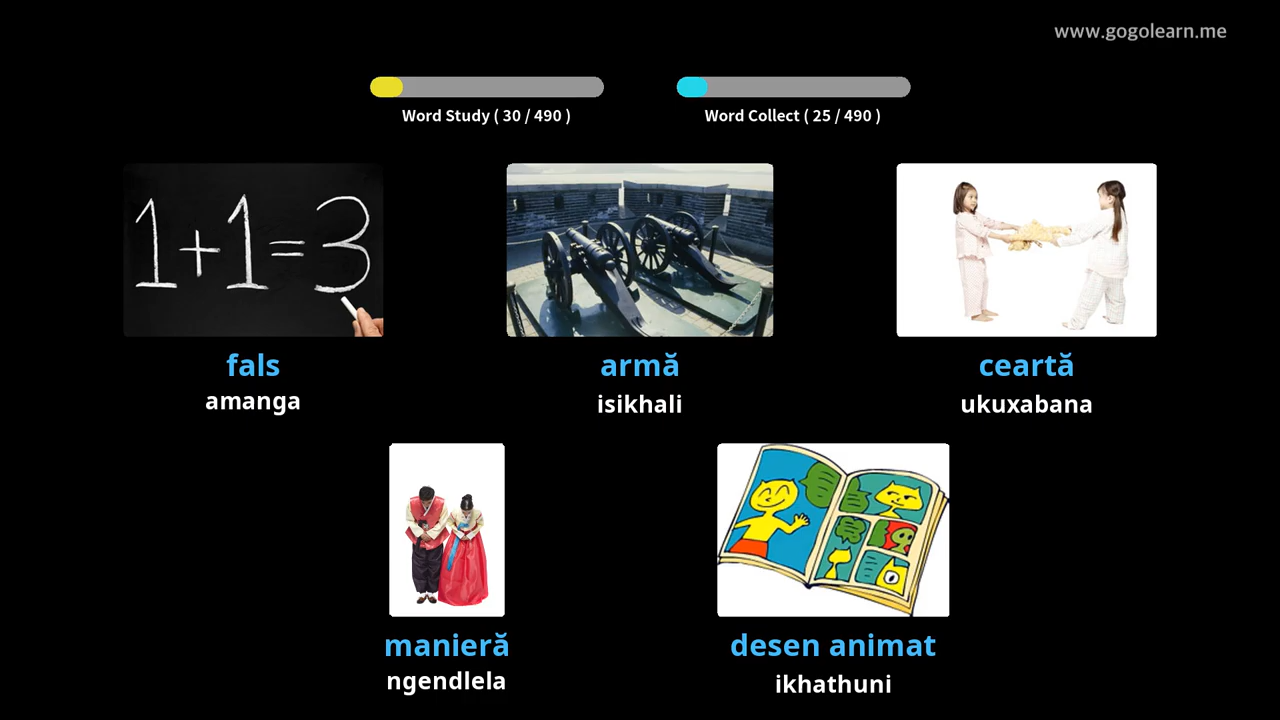 www.gogolearn.me
Word Study ( 30 / 490 )
Word Collect ( 25 / 490 )
1+1=3
fals
amanga
armă
isikhali
ceartă
ukuxabana
manieră
ngendlela
desen animat
ikhathuni